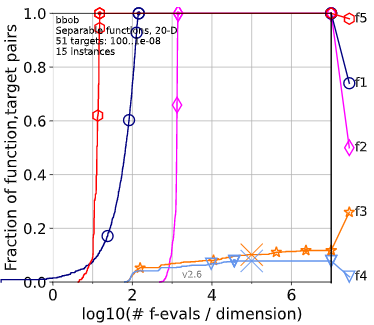 bbob
Separable functions, 20-D
51 targets: 100..1e-08
15 instances
1.0
0.8
0.6
0.4
0.2
0.0
0
2
4
6
Fraction of function,target pairs
log10(# f-evals / dimension)
f5
f1
f2
f3
f4
v2.6